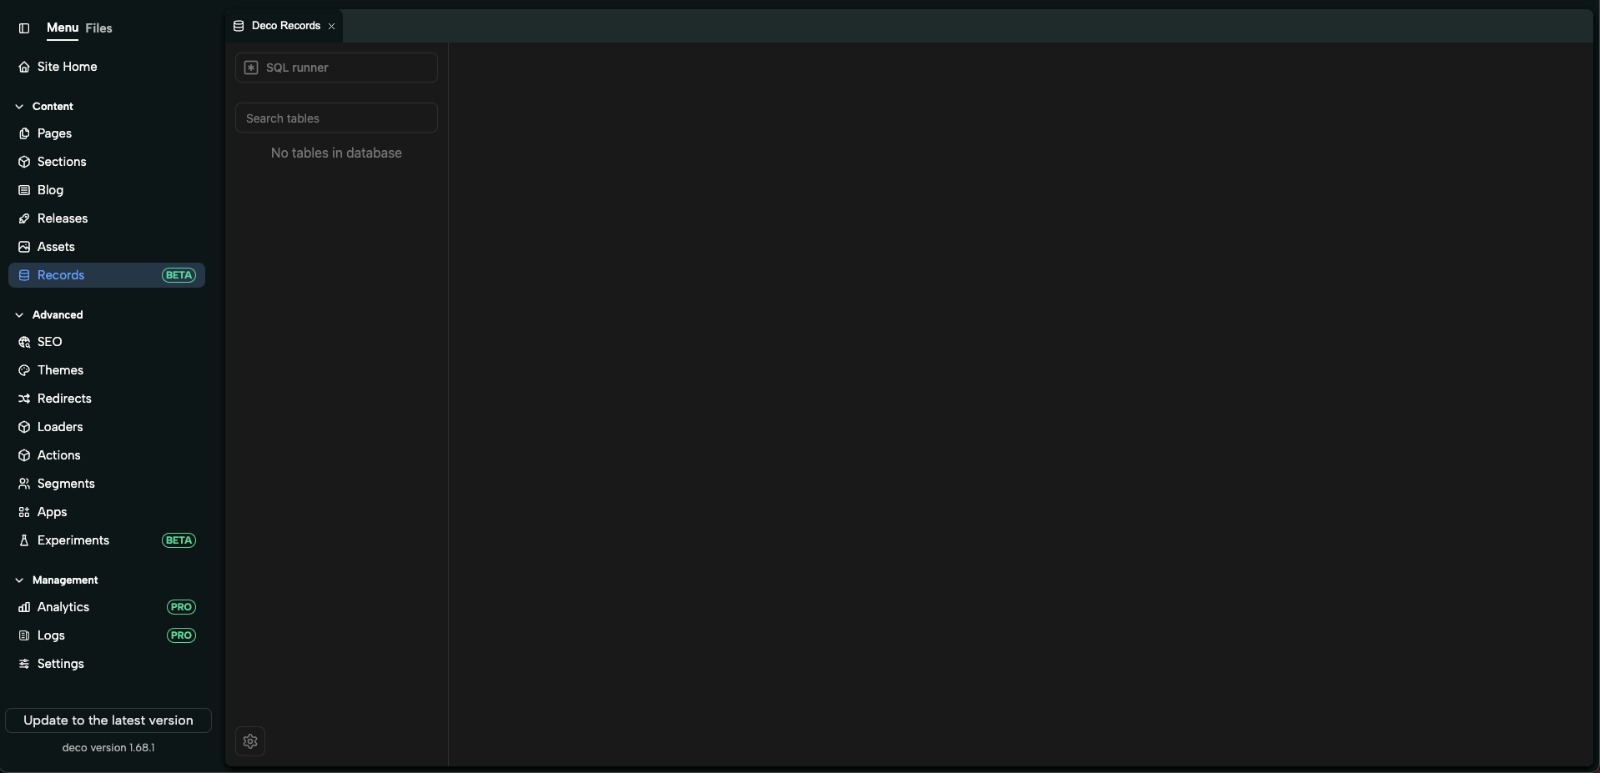 Menu Files
Site Home
Content
Pages
Sections
Blog
Releases
Assets
Records BETA
Advanced
SEO
Themes
Redirects
Loaders
Actions
Segments
Apps
Experiments BETA
Management
Analytics PRO
Logs PRO
Settings
Update to the latest version
deco version 1.68.1
Deco Records
SQL runner
Search tables
No tables in database